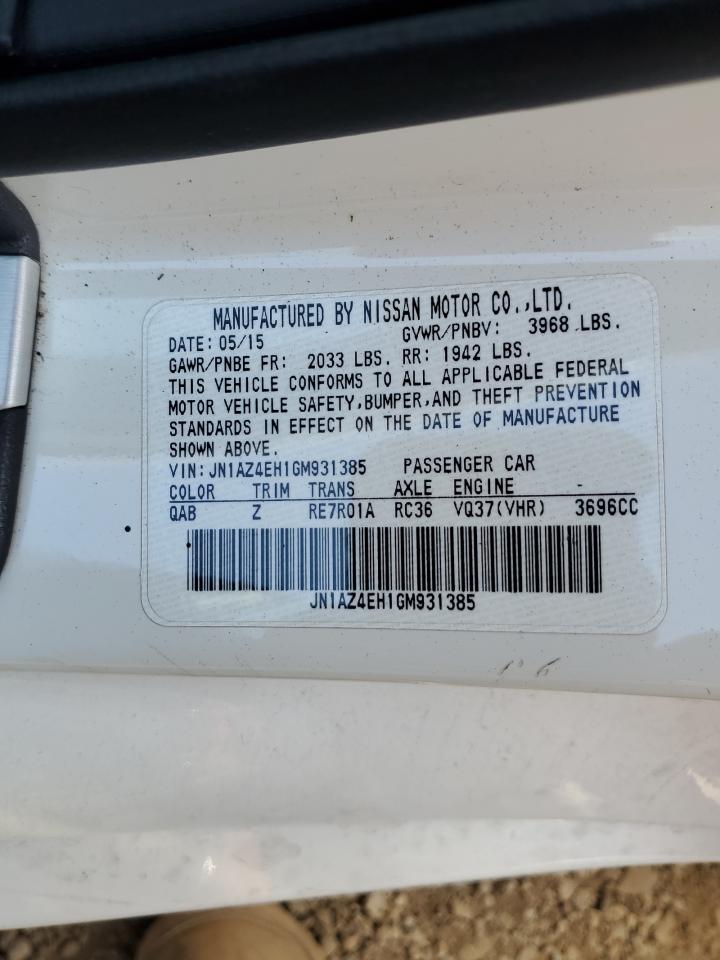 MANUFACTURED BY NISSAN MOTOR CO.,LTD.
DATE: 05/15 GVWR/PNBV: 3968 LBS.
GAWR/PNBE FR: 2033 LBS. RR: 1942 LBS.
THIS VEHICLE CONFORMS TO ALL APPLICABLE FEDERAL
MOTOR VEHICLE SAFETY,BUMPER,AND THEFT PREVENTION
STANDARDS IN EFFECT ON THE DATE OF MANUFACTURE
SHOWN ABOVE.
VIN:JN1AZ4EH1GM931385 PASSENGER CAR
COLOR TRIM TRANS AXLE ENGINE -
QAB Z RE7R01A RC36 VQ37(VHR) 3696CC
JN1AZ4EH1GM931385